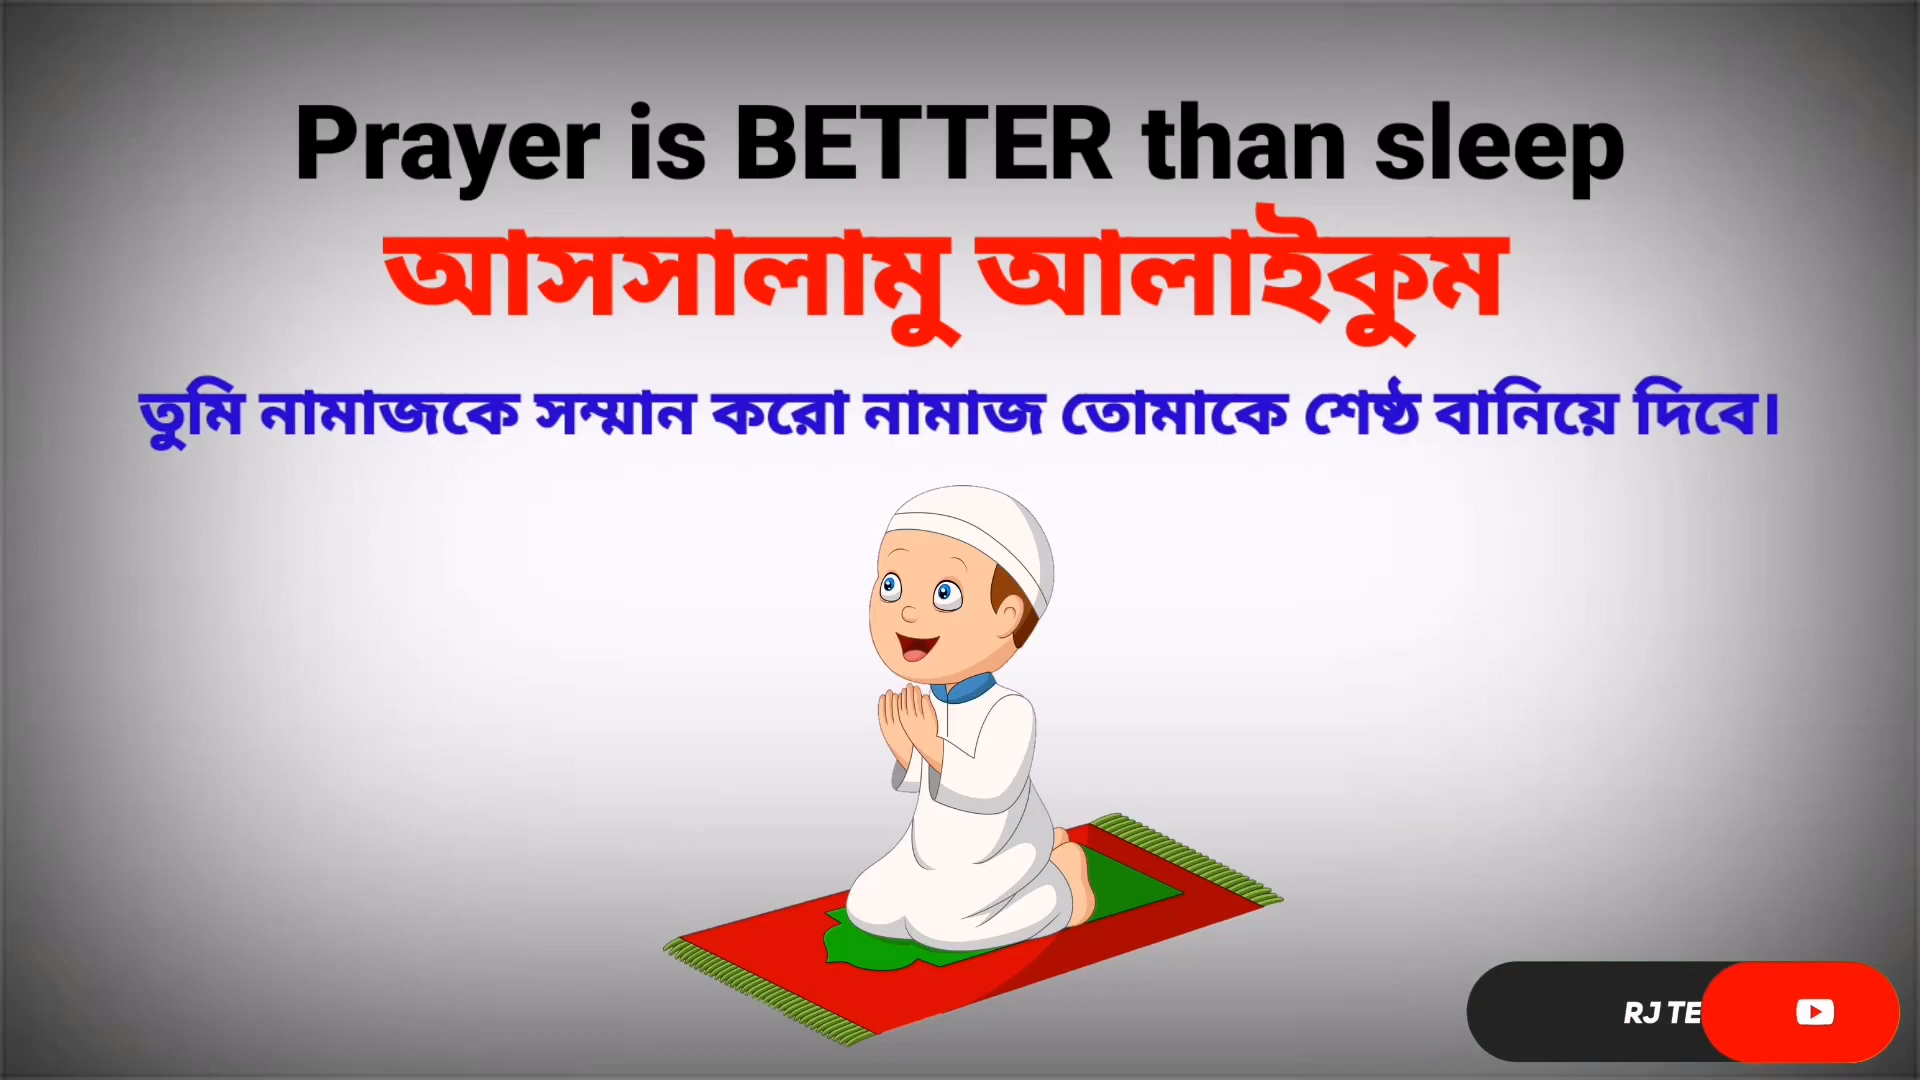 Prayer is BETTER than sleep
আসসালামু আলাইকুম
তুমি নামাজকে সম্মান করো নামাজ তোমাকে শেষ্ঠ বানিয়ে দিবে।
RJ TE